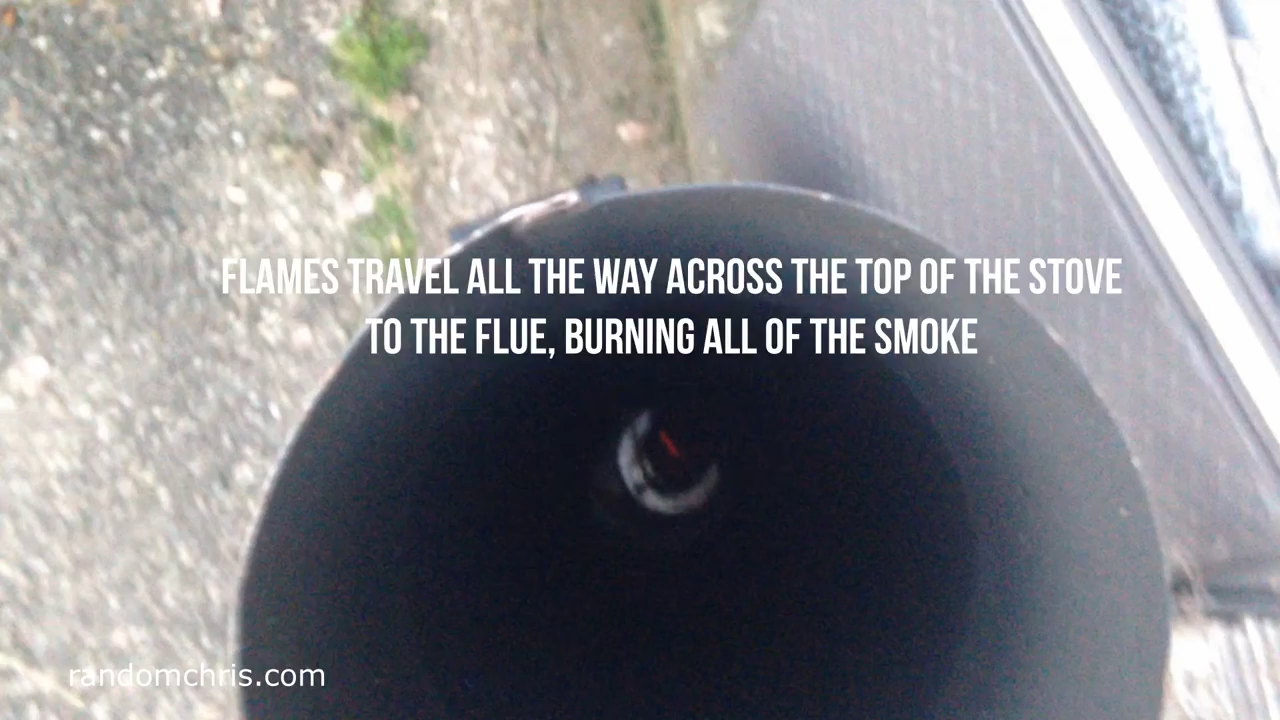 FLAMES TRAVEL ALL THE WAY ACROSS THE TOP OF THE STOVE
TO THE FLUE, BURNING ALL OF THE SMOKE
randomchris.com